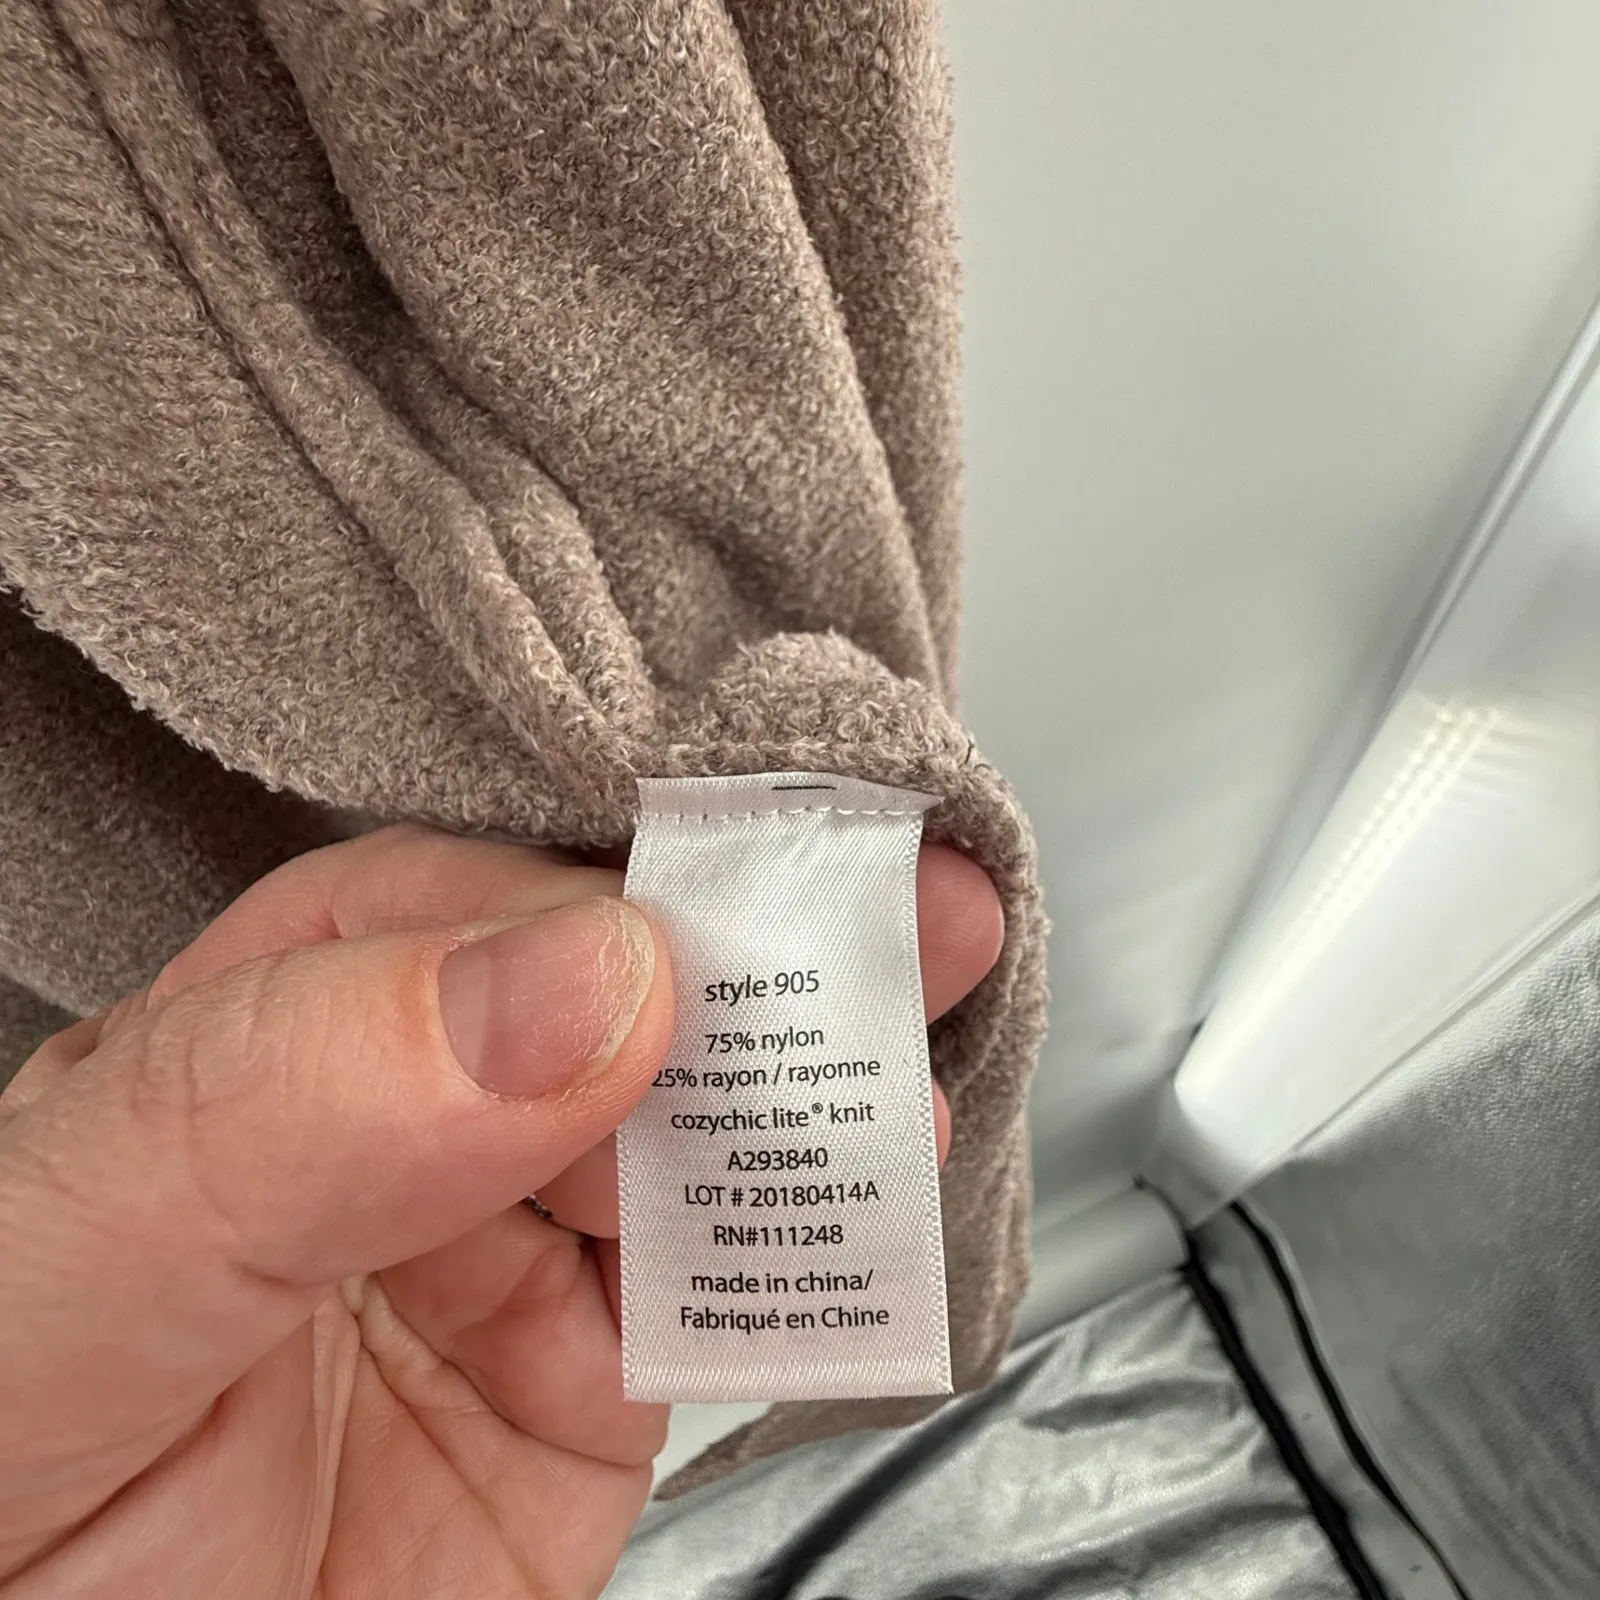 style 905
75% nylon
25% rayon / rayonne
cozychic lite® knit
A293840
LOT # 20180414A
RN#111248
made in china/
Fabriqué en Chine